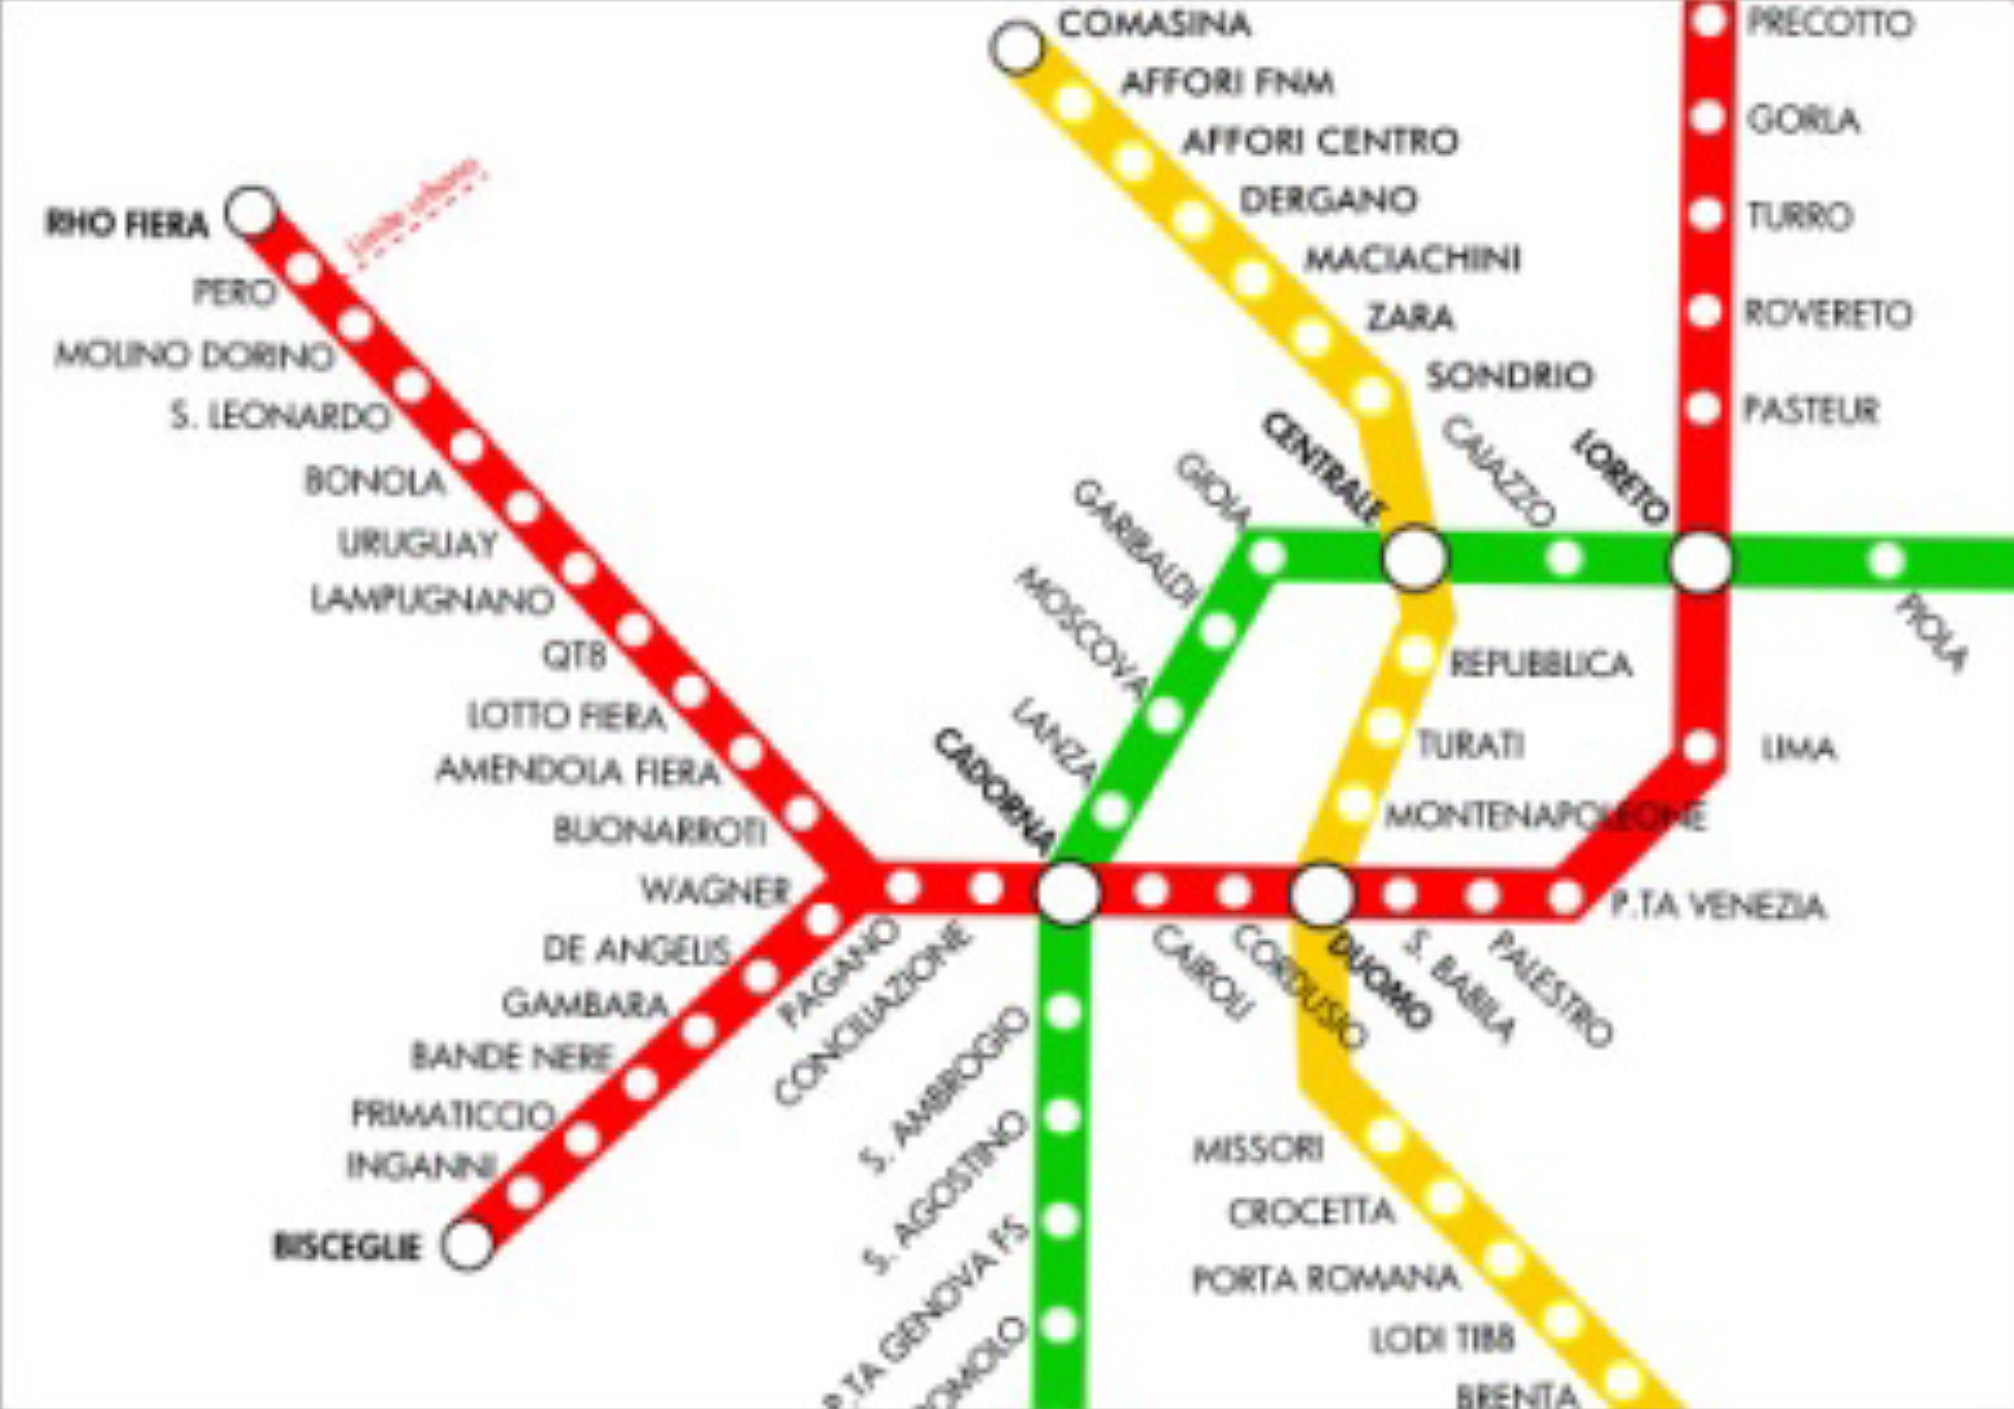 COMASINA
PRECOTTO
AFFORI FNM
GORLA
AFFORI CENTRO
Limite urbano
DERGANO
TURRO
RHO FIERA
MACIACHINI
PERO
ZARA
ROVERETO
MOLINO DORINO
SONDRIO
S. LEONARDO
PASTEUR
CENTRALE
CAIAZZO
LORETO
BONOLA
GIOIA
GARIBALDI
URUGUAY
MOSCOVA
LAMPUGNANO
PIOLA
QT8
REPUBBLICA
LOTTO FIERA
LANZA
TURATI
LIMA
AMENDOLA FIERA
CADORNA
BUONARROTI
MONTENAPOLEONE
WAGNER
P.TA VENEZIA
DE ANGELIS
PAGANO
CONCILIAZIONE
CAIROLI
CORDUSIO
DUOMO
S. BABILA
PALESTRO
GAMBARA
BANDE NERE
S. AMBROGIO
PRIMATICCIO
S. AGOSTINO
MISSORI
INGANNI
CROCETTA
BISCEGLIE
P.TA GENOVA FS
PORTA ROMANA
LODI TIBB
ROMOLO
BRENTA